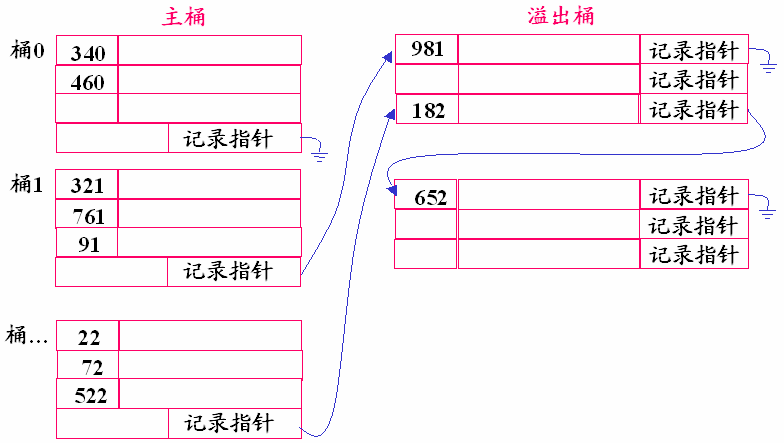 主桶
溢出桶
桶0
340
460
记录指针
桶1
321
761
91
记录指针
桶...
22
72
522
记录指针
981 记录指针
记录指针
182 记录指针
652 记录指针
记录指针
记录指针